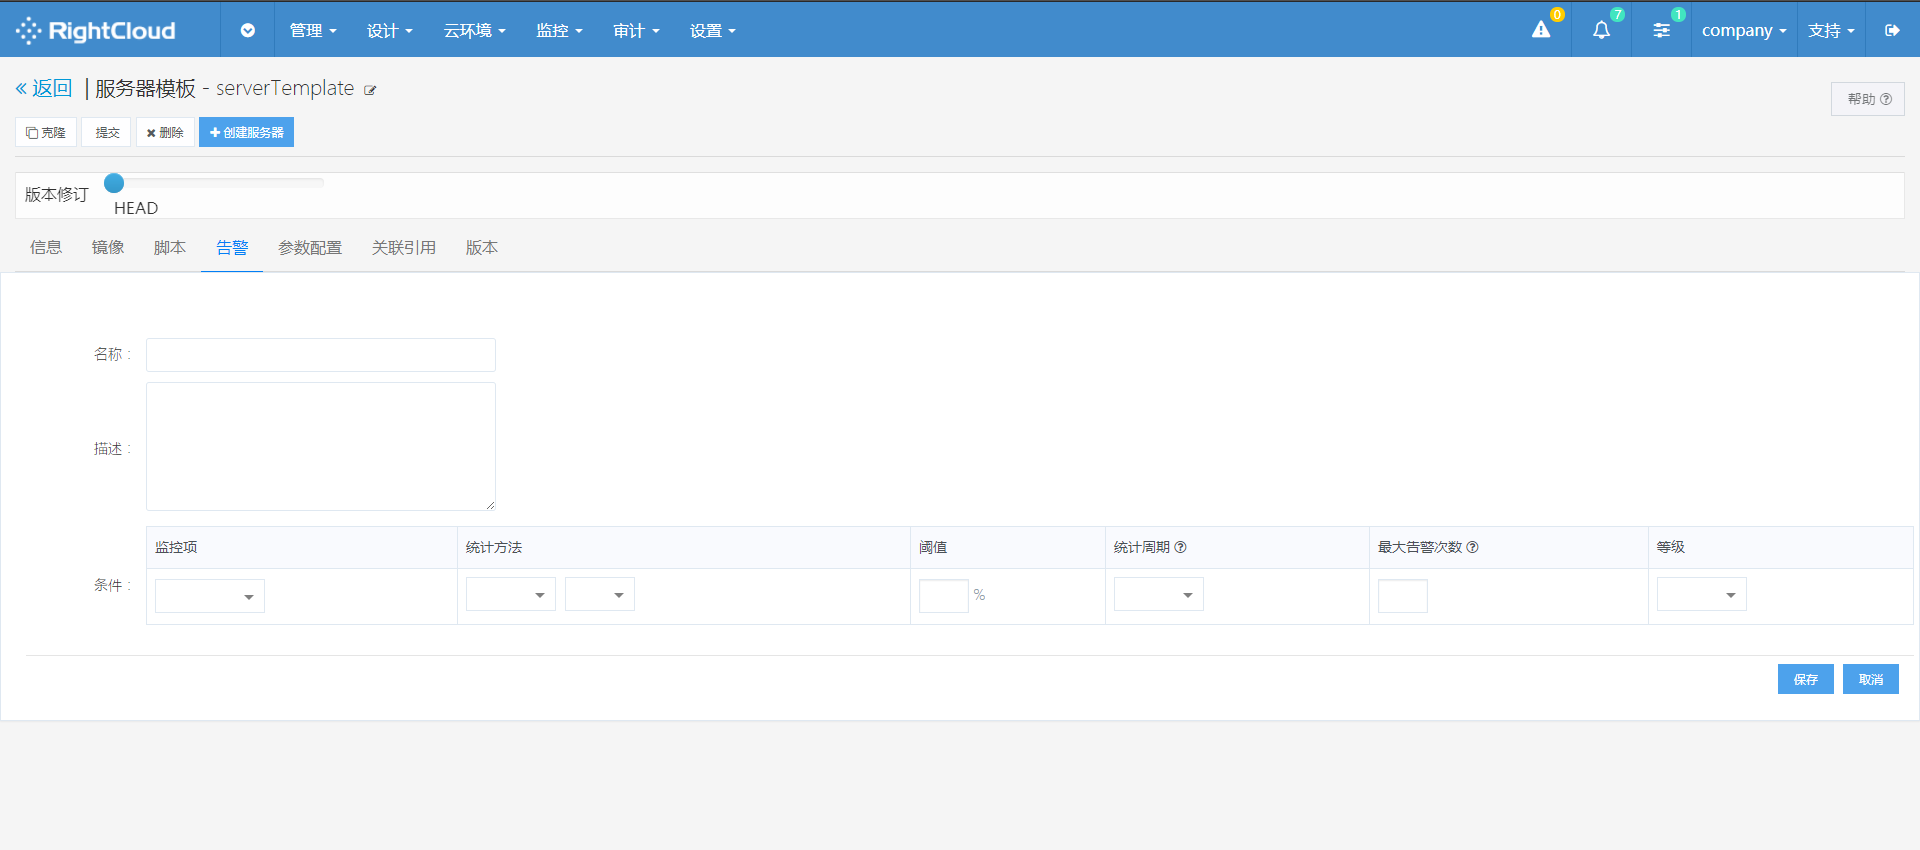 RightCloud 管理 设计 云环境 监控 审计 设置 0 7 1 company 支持
返回 | 服务器模板 - serverTemplate
帮助
克隆 提交 删除 创建服务器
版本修订
HEAD
信息 镜像 脚本 告警 参数配置 关联引用 版本
名称 :
描述 :
条件 :
监控项 统计方法 阈值 统计周期 最大告警次数 等级
%
保存 取消